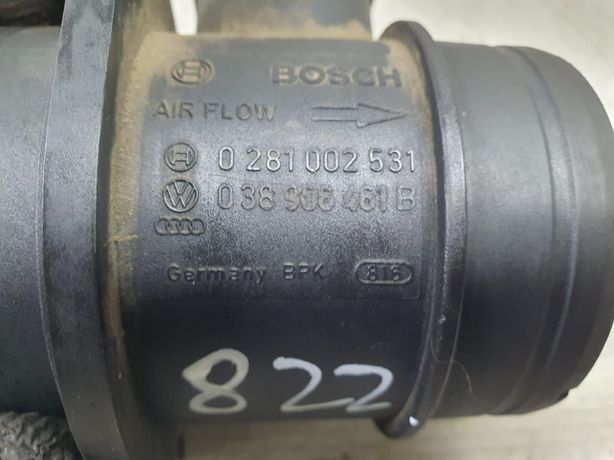 BOSCH
AIR FLOW
0 281 002 531
038 906 461 B
Germany BPK 816
822